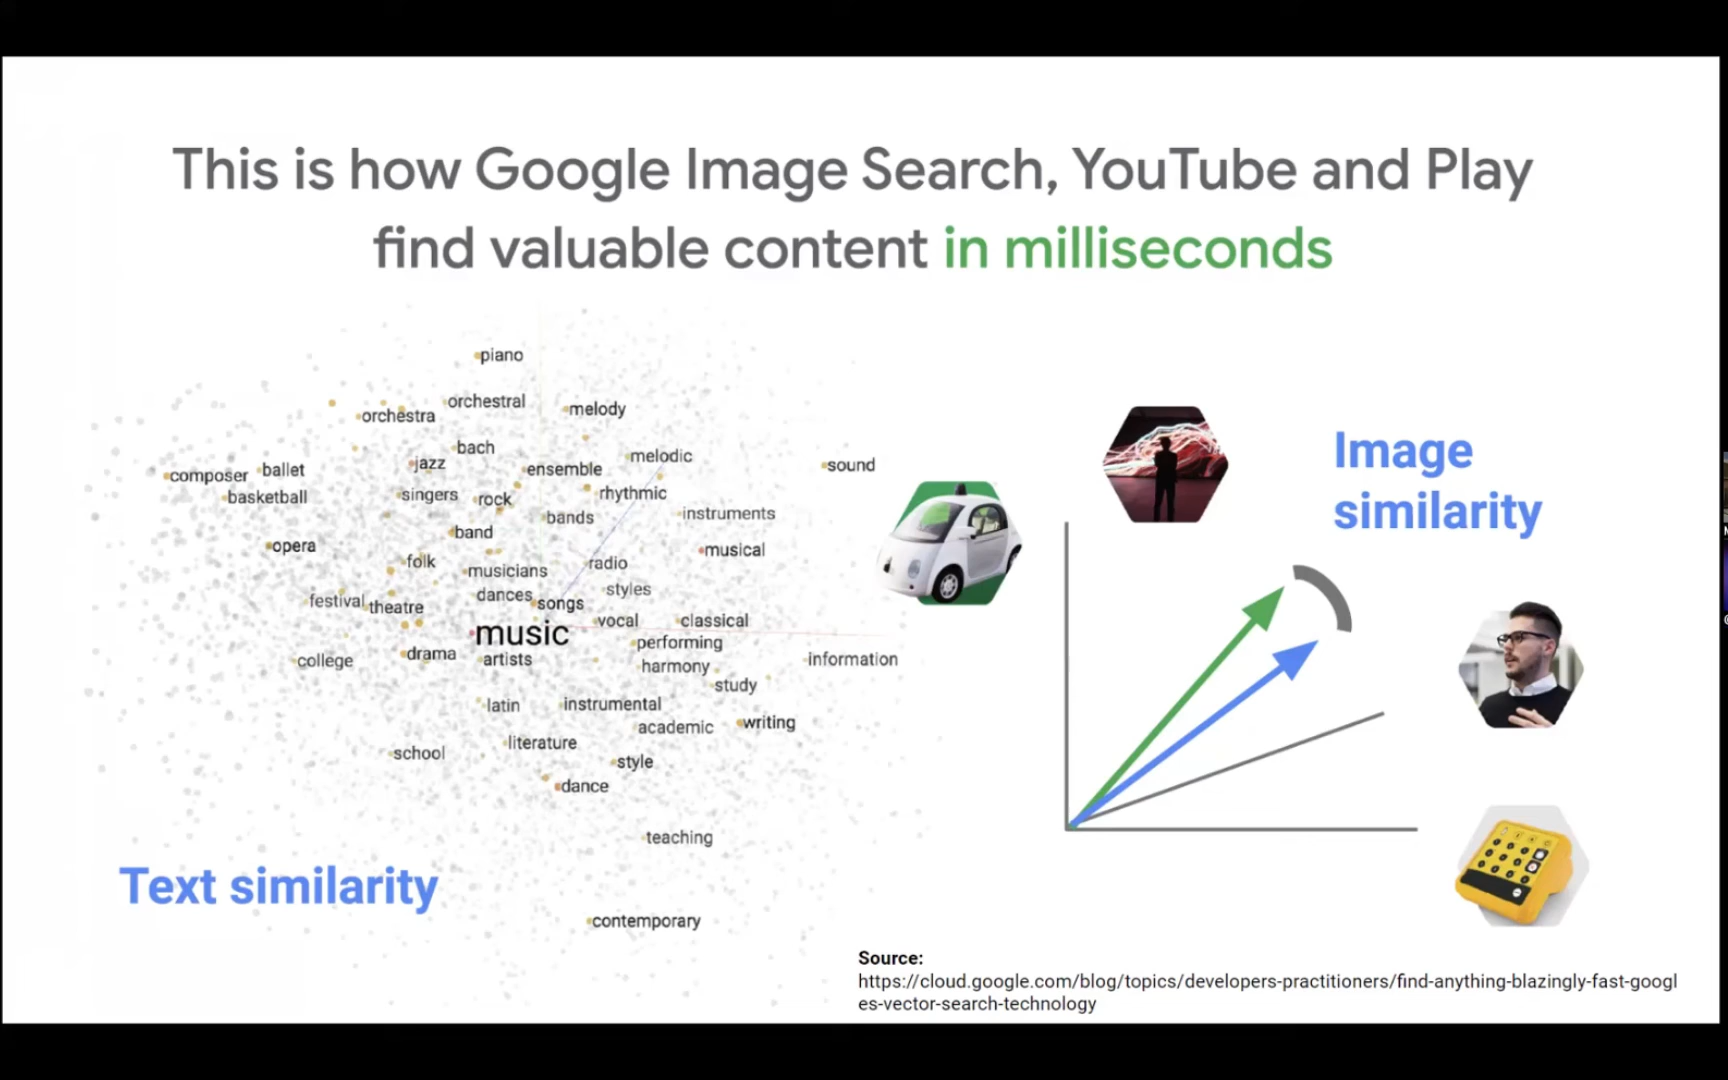 This is how Google Image Search, YouTube and Play
find valuable content in milliseconds
piano
orchestral
orchestra
melody
bach
jazz
ensemble
melodic
sound
composer
ballet
basketball
singers
rock
rhythmic
bands
instruments
band
opera
musical
folk
musicians
radio
styles
dances
songs
festival
theatre
vocal
classical
music
performing
drama
artists
harmony
information
college
study
latin
instrumental
academic
writing
literature
school
style
dance
teaching
contemporary
Text similarity
Image
similarity
Source:
https://cloud.google.com/blog/topics/developers-practitioners/find-anything-blazingly-fast-googl
es-vector-search-technology